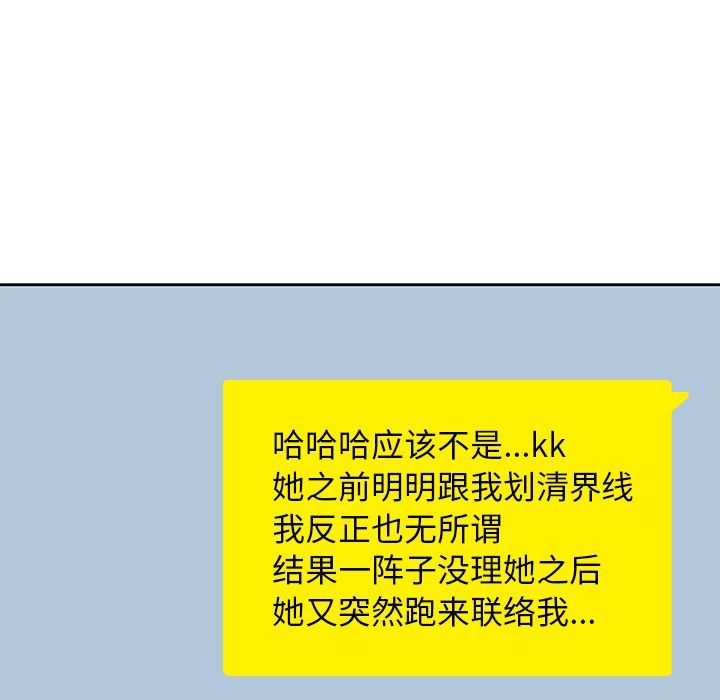 哈哈哈应该不是...kk
她之前明明跟我划清界线
我反正也无所谓
结果一阵子没理她之后
她又突然跑来联络我...